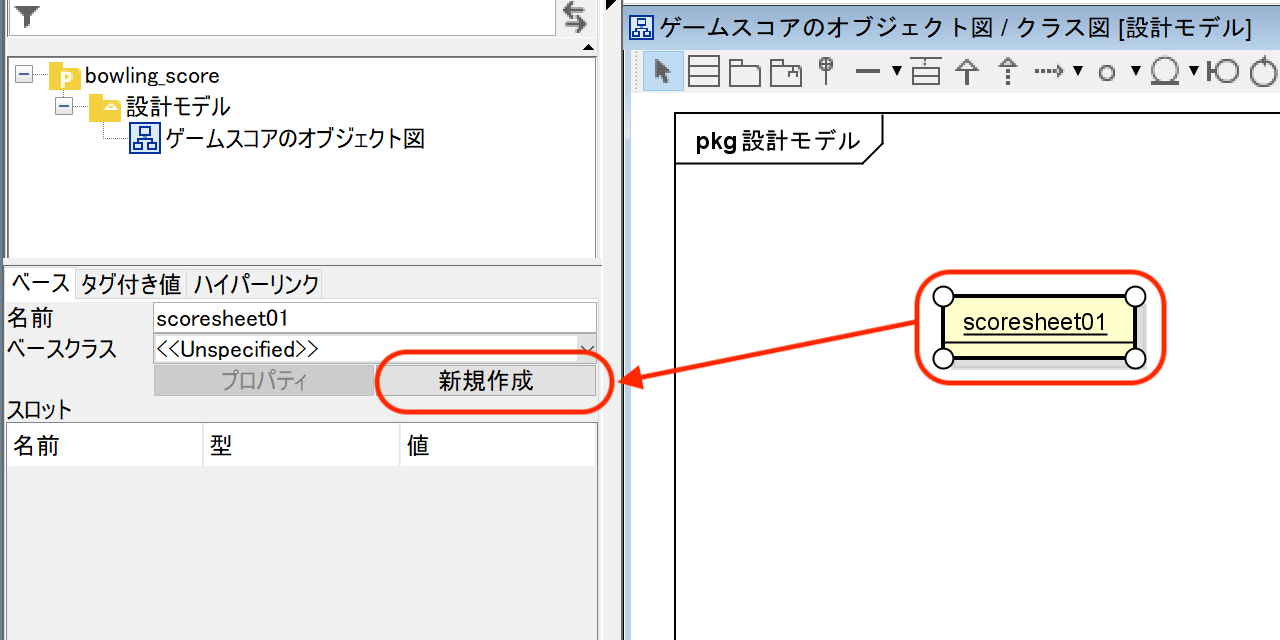 bowling_score
設計モデル
ゲームスコアのオブジェクト図
ベース タグ付き値 ハイパーリンク
名前 scoresheet01
ベースクラス <<Unspecified>>
プロパティ 新規作成
スロット
名前 型 値
ゲームスコアのオブジェクト図 / クラス図 [設計モデル]
pkg 設計モデル
scoresheet01